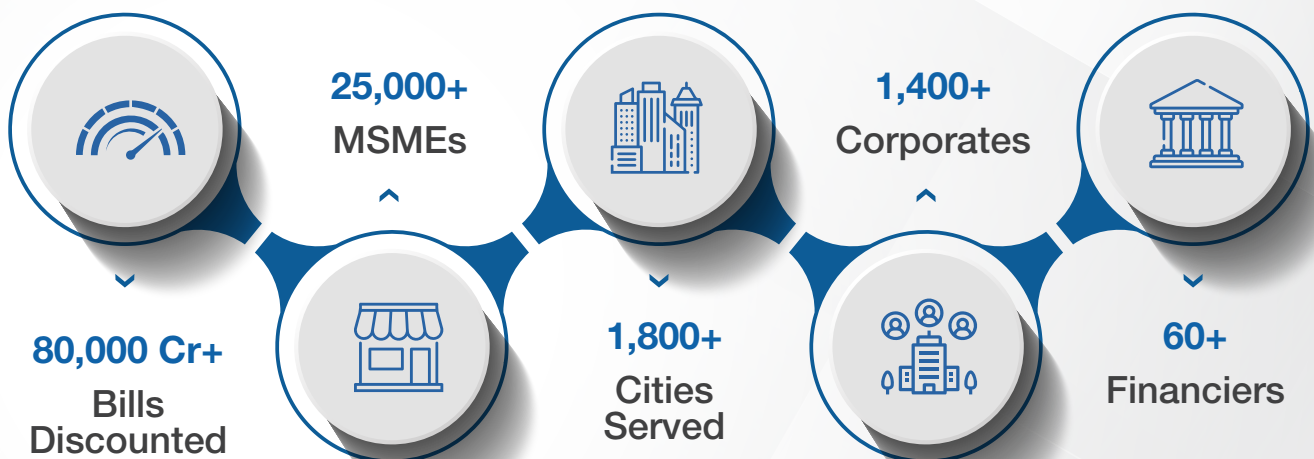 80,000 Cr+
Bills
Discounted
25,000+
MSMEs
1,800+
Cities
Served
1,400+
Corporates
60+
Financiers